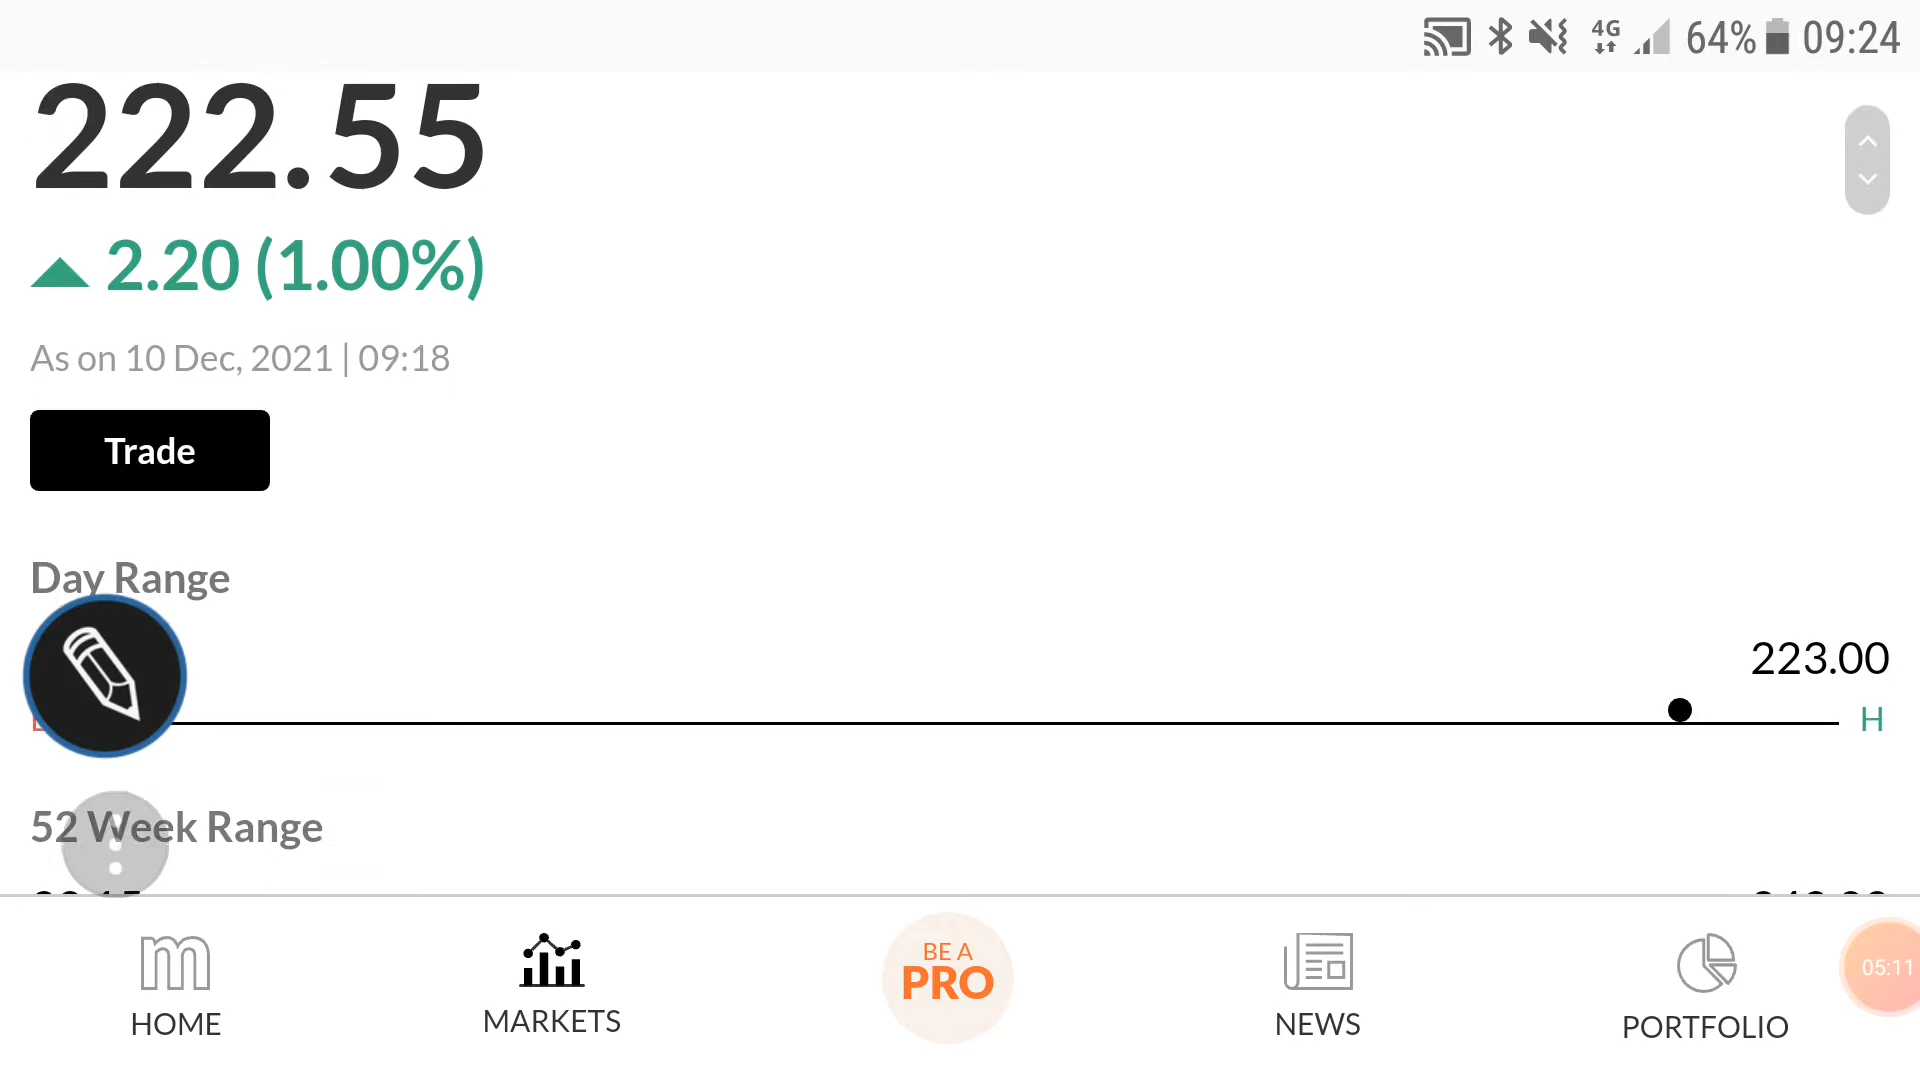 4G 64% 09:24
222.55
2.20 (1.00%)
As on 10 Dec, 2021 | 09:18
Trade
Day Range
223.00
H
52 Week Range
BE A
PRO
HOME
MARKETS
NEWS
PORTFOLIO
05:11